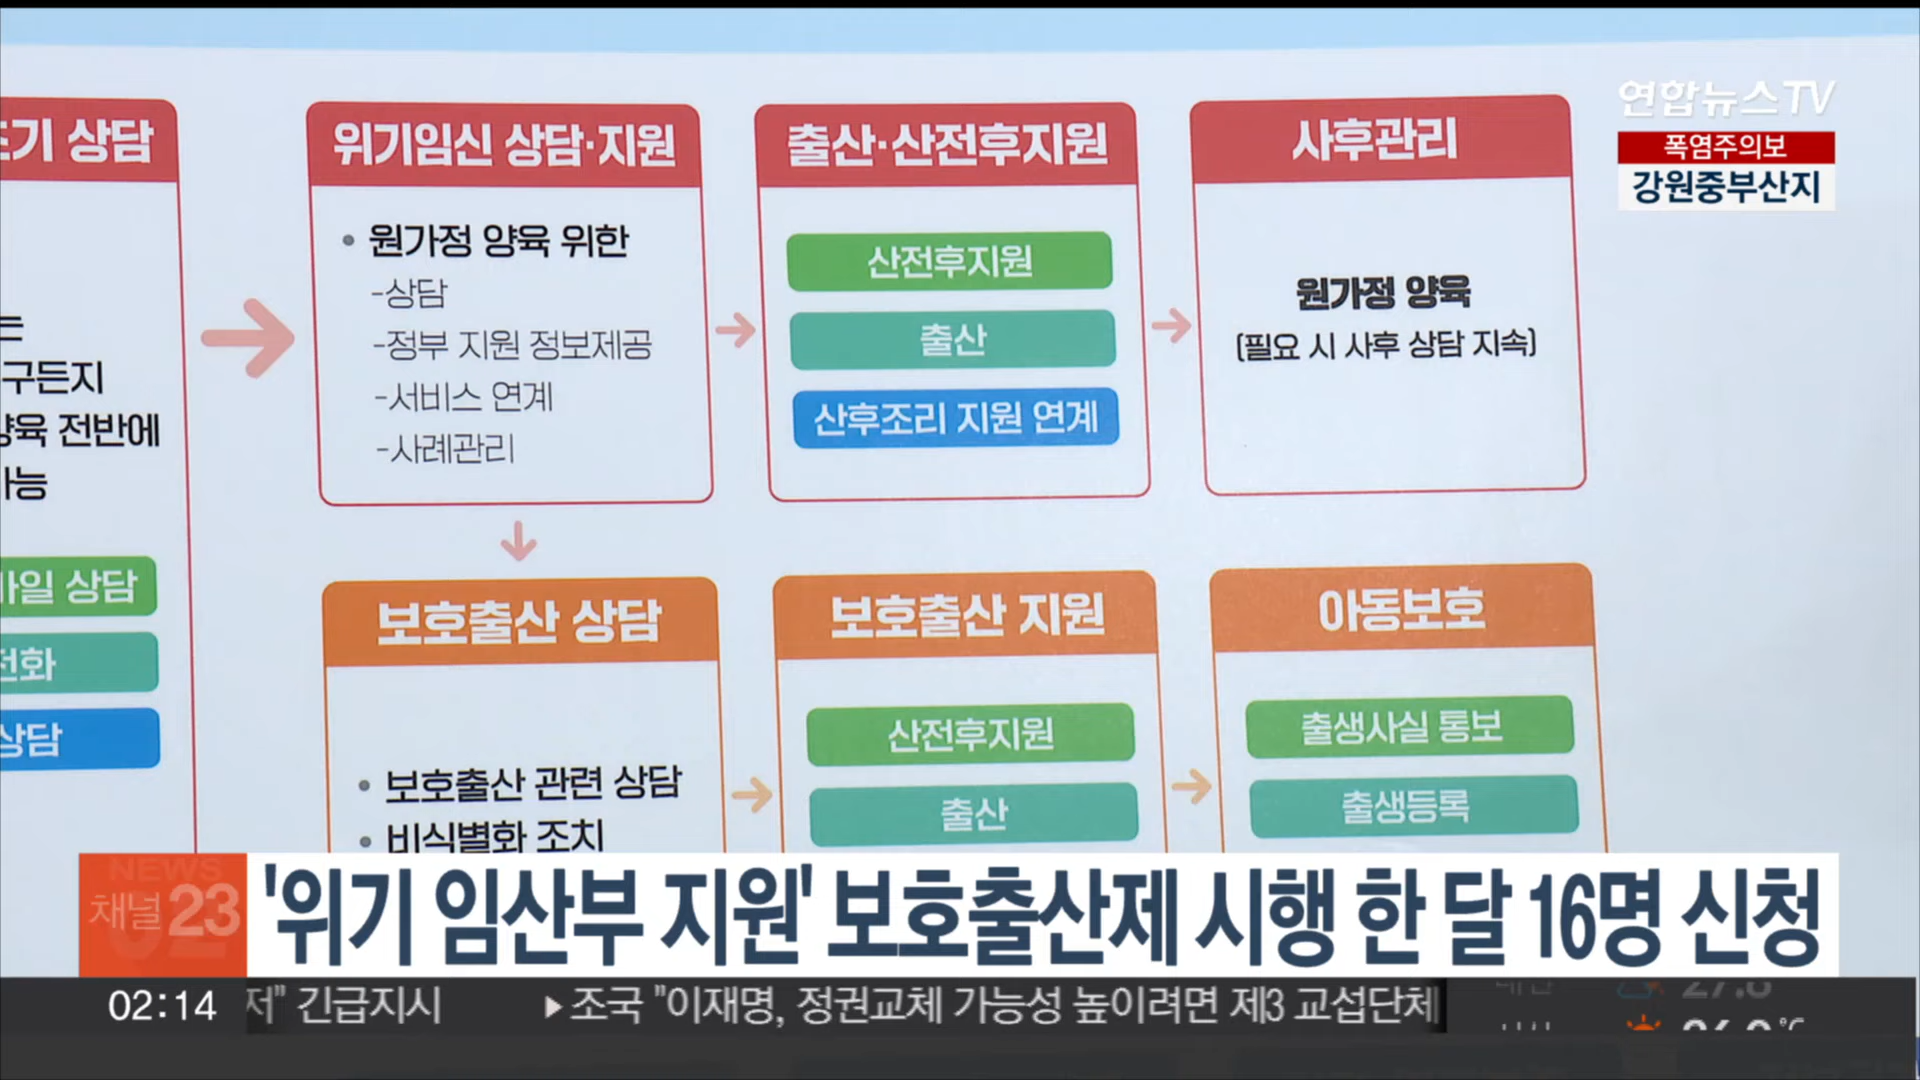 연합뉴스TV
폭염주의보
강원중부산지
초기 상담
구든지
양육 전반에
상담
전화
상담
위기임신 상담·지원
• 원가정 양육 위한
-상담
-정부 지원 정보제공
-서비스 연계
-사례관리
출산·산전후지원
산전후지원
출산
산후조리 지원 연계
사후관리
원가정 양육
(필요 시 사후 상담 지속)
보호출산 상담
• 보호출산 관련 상담
• 비식별화 조치
보호출산 지원
산전후지원
출산
아동보호
출생사실 통보
출생등록
NEWS
채널 23
'위기 임산부 지원' 보호출산제 시행 한 달 16명 신청
02:14
저" 긴급지시
▶조국 "이재명, 정권교체 가능성 높이려면 제3 교섭단체